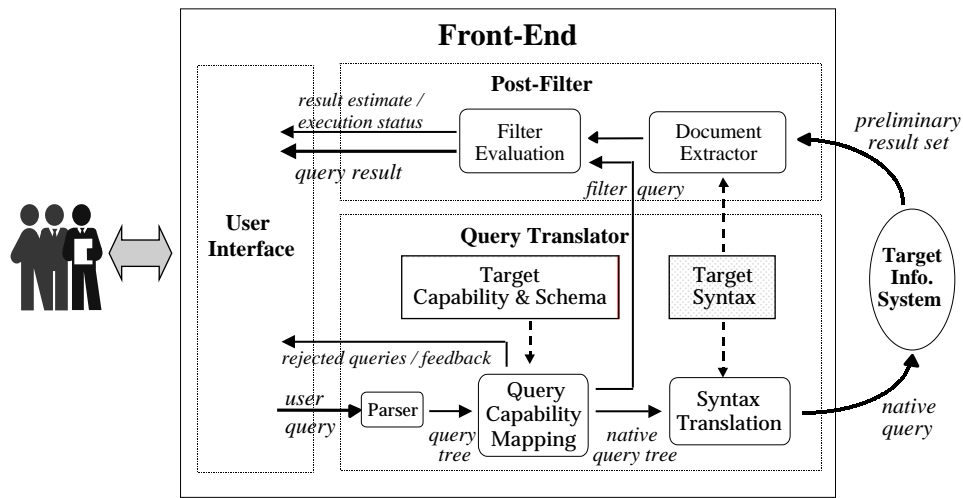 Front-End
Post-Filter
result estimate /
execution status
Filter
Evaluation
Document
Extractor
preliminary
result set
query result
filter query
User
Interface
Query Translator
Target
Capability & Schema
Target
Syntax
Target
Info.
System
rejected queries / feedback
user
query
Parser
query
tree
Query
Capability
Mapping
native
query tree
Syntax
Translation
native
query